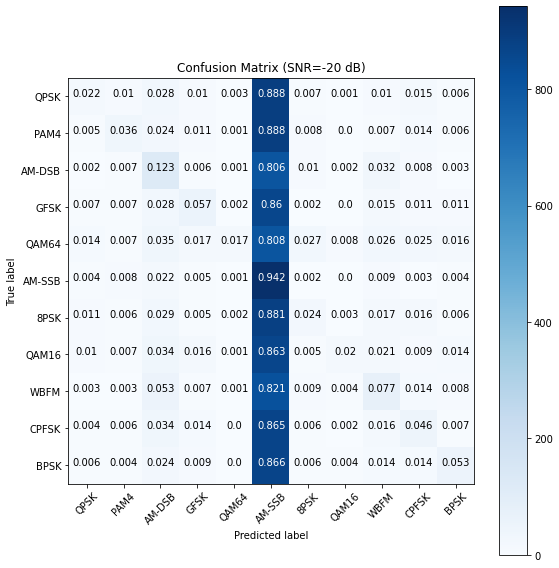 Confusion Matrix (SNR=-20 dB)
QPSK 0.022 0.01 0.028 0.01 0.003 0.888 0.007 0.001 0.01 0.015 0.006
PAM4 0.005 0.036 0.024 0.011 0.001 0.888 0.008 0.0 0.007 0.014 0.006
AM-DSB 0.002 0.007 0.123 0.006 0.001 0.806 0.01 0.002 0.032 0.008 0.003
GFSK 0.007 0.007 0.028 0.057 0.002 0.86 0.002 0.0 0.015 0.011 0.011
QAM64 0.014 0.007 0.035 0.017 0.017 0.808 0.027 0.008 0.026 0.025 0.016
AM-SSB 0.004 0.008 0.022 0.005 0.001 0.942 0.002 0.0 0.009 0.003 0.004
8PSK 0.011 0.006 0.029 0.005 0.002 0.881 0.024 0.003 0.017 0.016 0.006
QAM16 0.01 0.007 0.034 0.016 0.001 0.863 0.005 0.02 0.021 0.009 0.014
WBFM 0.003 0.003 0.053 0.007 0.001 0.821 0.009 0.004 0.077 0.014 0.008
CPFSK 0.004 0.006 0.034 0.014 0.0 0.865 0.006 0.002 0.016 0.046 0.007
BPSK 0.006 0.004 0.024 0.009 0.0 0.866 0.006 0.004 0.014 0.014 0.053
QPSK PAM4 AM-DSB GFSK QAM64 AM-SSB 8PSK QAM16 WBFM CPFSK BPSK
Predicted label
True label
800
600
400
200
0